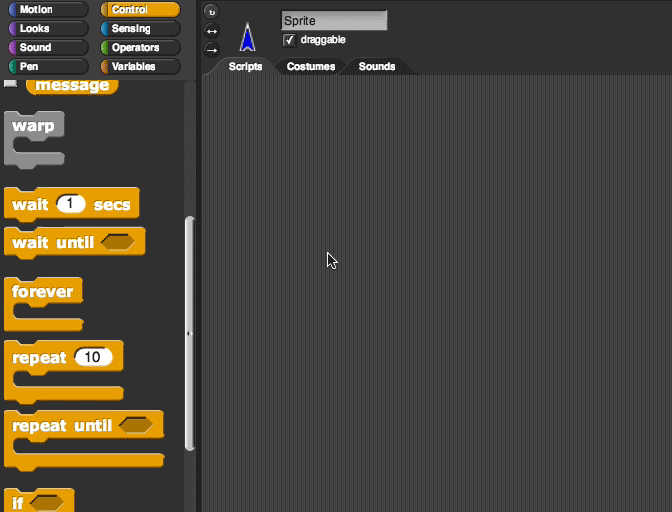 Motion Control
Looks Sensing
Sound Operators
Pen Variables
Sprite
draggable
Scripts Costumes Sounds
message
warp
wait 1 secs
wait until
forever
repeat 10
repeat until
if